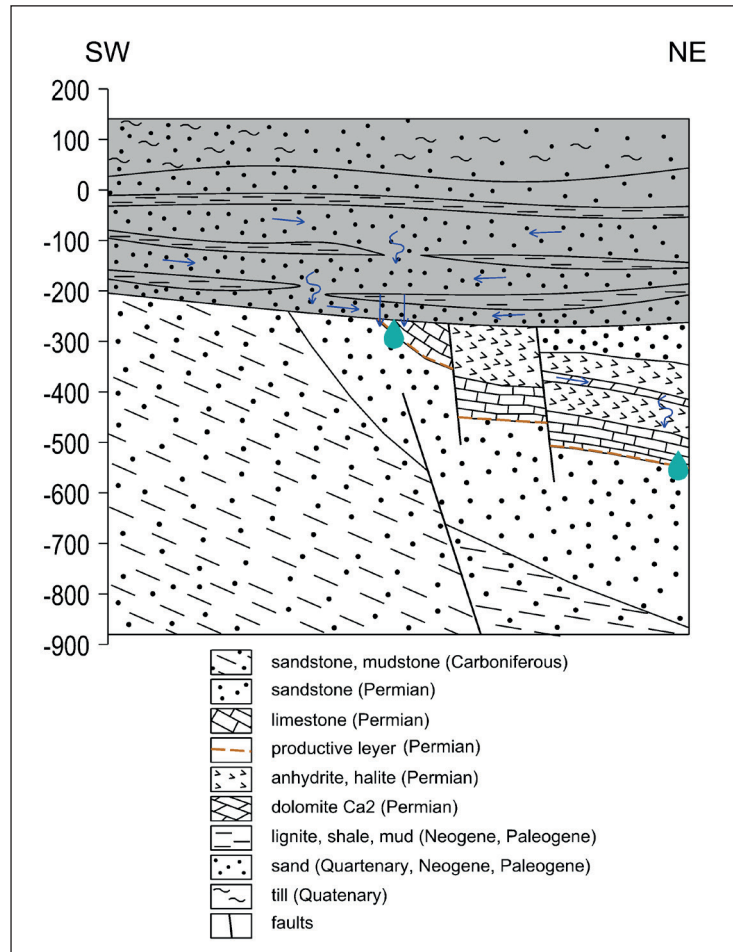 SW NE
200
100
0
-100
-200
-300
-400
-500
-600
-700
-800
-900
sandstone, mudstone (Carboniferous)
sandstone (Permian)
limestone (Permian)
productive leyer (Permian)
anhydrite, halite (Permian)
dolomite Ca2 (Permian)
lignite, shale, mud (Neogene, Paleogene)
sand (Quartenary, Neogene, Paleogene)
till (Quatenary)
faults